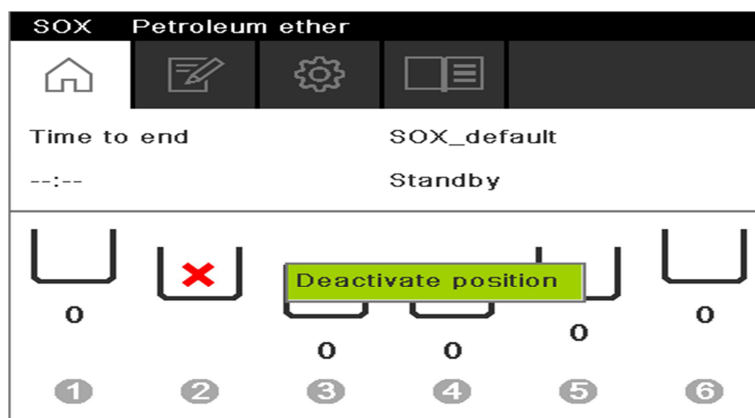 SOX Petroleum ether
Time to end SOX_default
--:-- Standby
Deactivate position
0 0 0 0 0
1 2 3 4 5 6